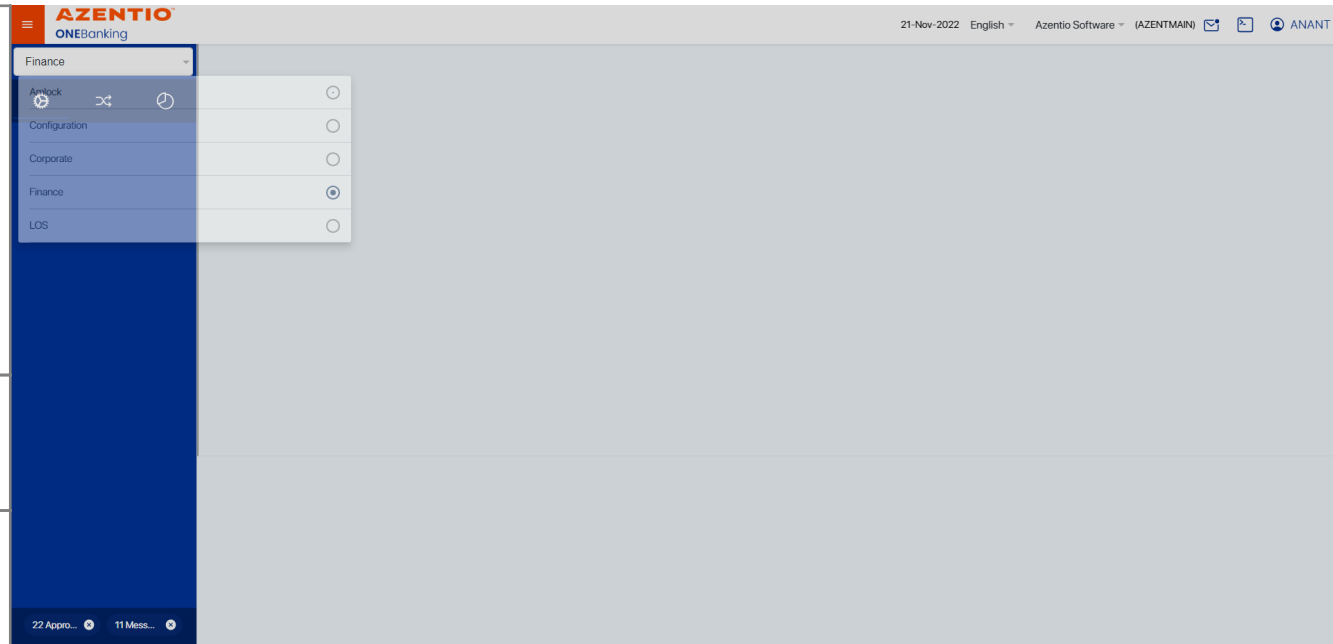 AZENTIO™
ONEBanking
21-Nov-2022 English Azentio Software (AZENTMAIN) ANANT
Finance
Amlock
Configuration
Corporate
Finance
LOS
22 Appro... 11 Mess...